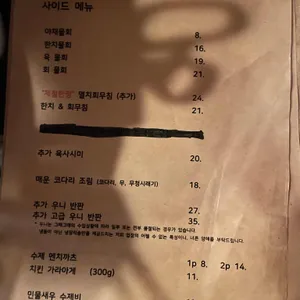 사이드 메뉴
야채물회 8.
한치물회 16.
육 물회 19.
회 물회 21.
멸치회무침 (추가) 24.
한치 & 회무침 21.
추가 육사시미 20.
매운 코다리 조림 (코다리, 무, 무청시래기) 18.
추가 우니 반판 27.
추가 고급 우니 반판 35.
수제 멘치까스 1p 8. 2p 14.
치킨 가라아게 (300g) 11.
민물새우 수제비